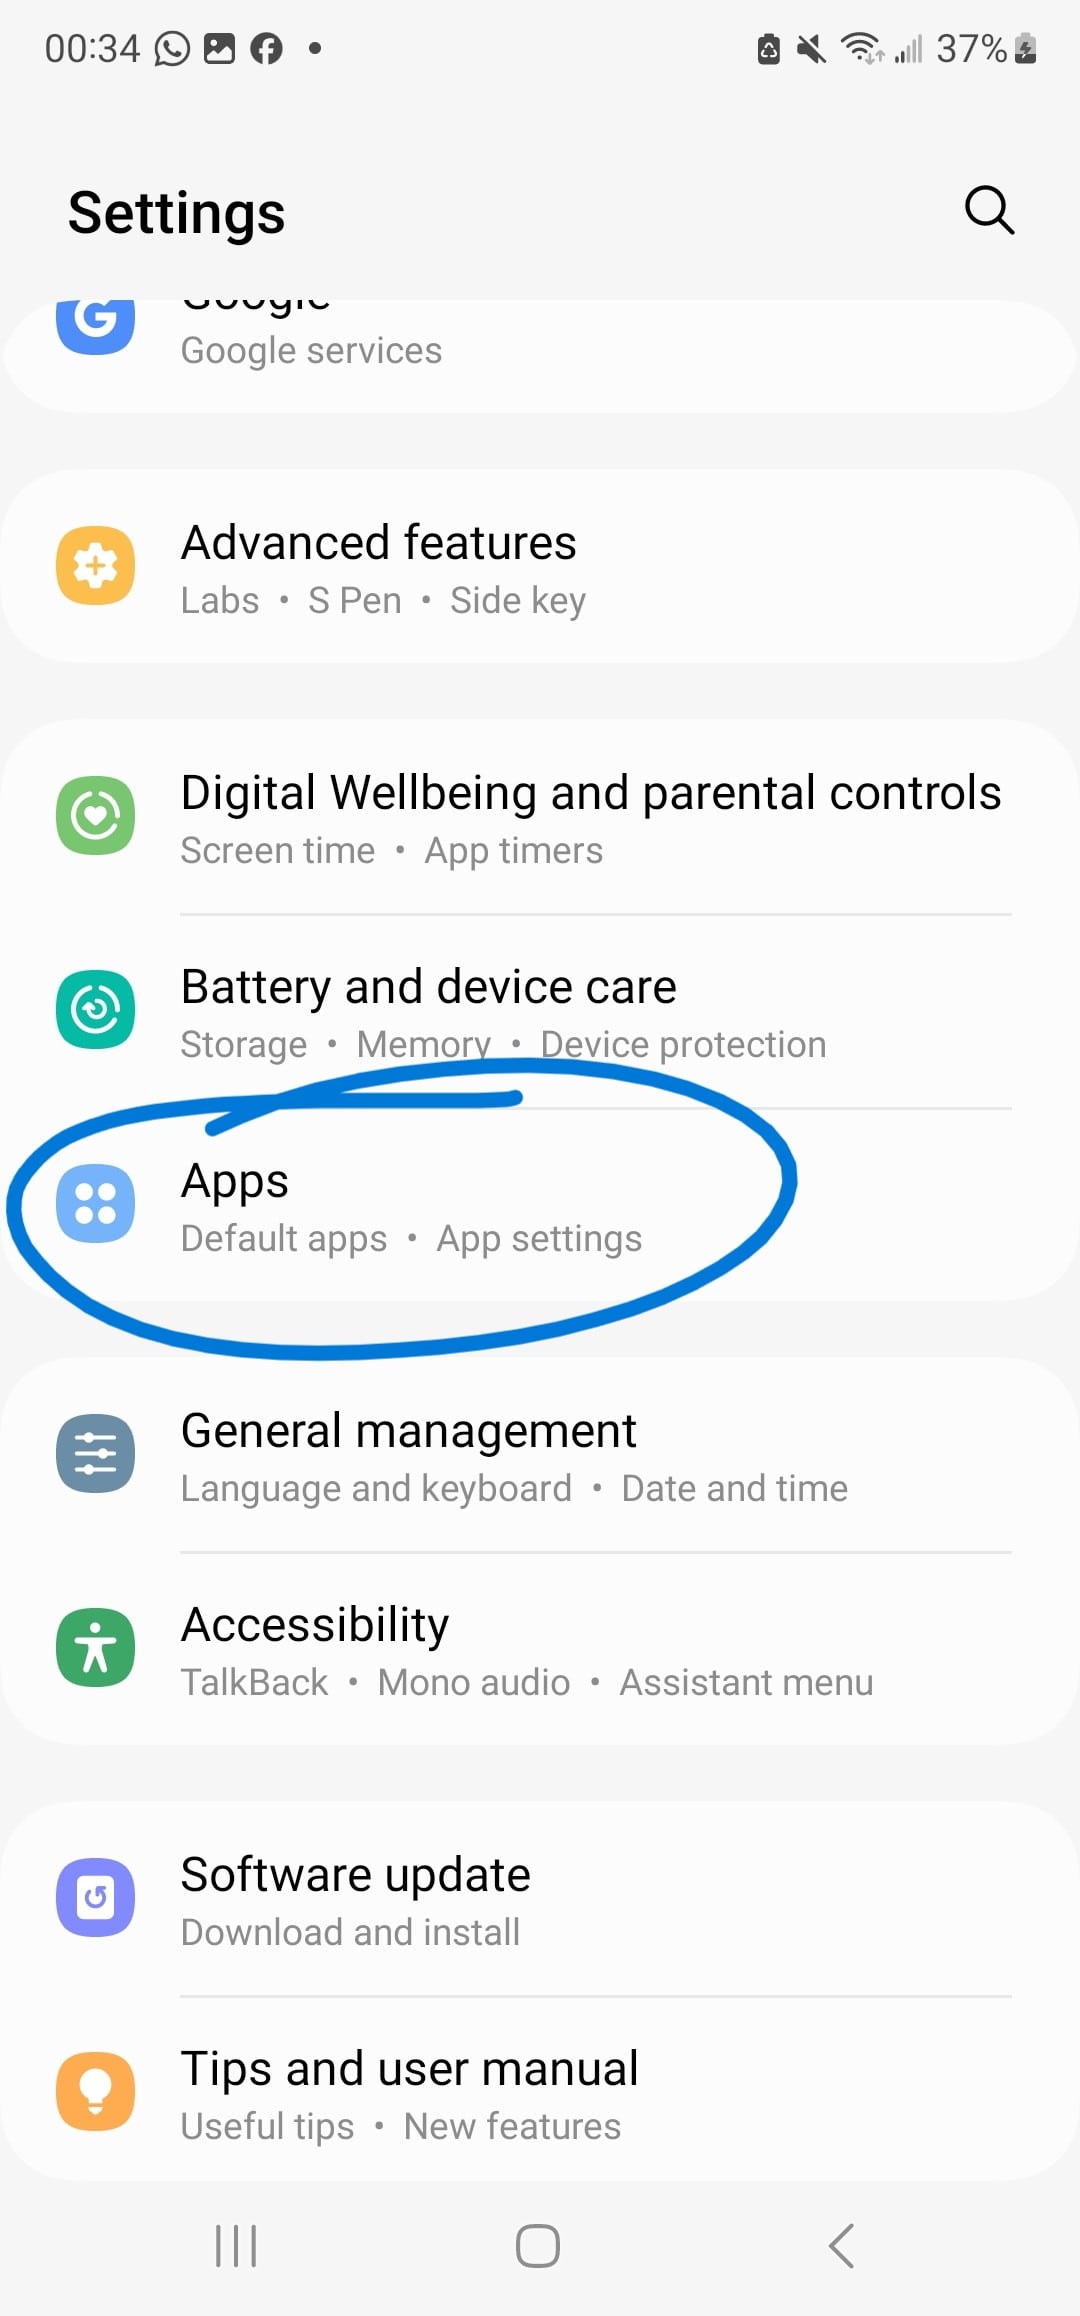 00:34 37%
Settings
Google
Google services
Advanced features
Labs • S Pen • Side key
Digital Wellbeing and parental controls
Screen time • App timers
Battery and device care
Storage • Memory • Device protection
Apps
Default apps • App settings
General management
Language and keyboard • Date and time
Accessibility
TalkBack • Mono audio • Assistant menu
Software update
Download and install
Tips and user manual
Useful tips • New features